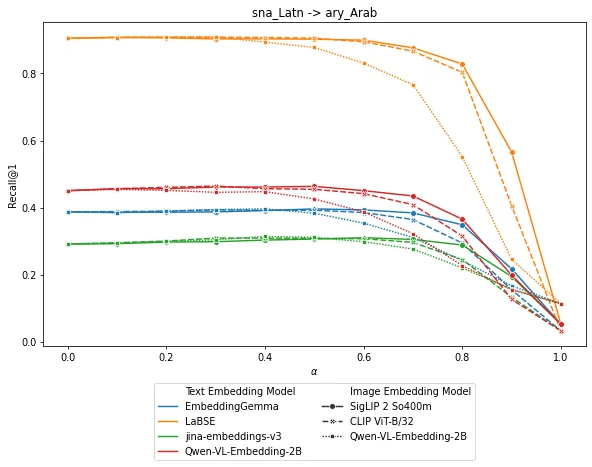 sna_Latn -> ary_Arab
Recall@1
0.8
0.6
0.4
0.2
0.0
0.0 0.2 0.4 0.6 0.8 1.0
α
Text Embedding Model Image Embedding Model
EmbeddingGemma SigLIP 2 So400m
LaBSE CLIP ViT-B/32
jina-embeddings-v3 Qwen-VL-Embedding-2B
Qwen-VL-Embedding-2B